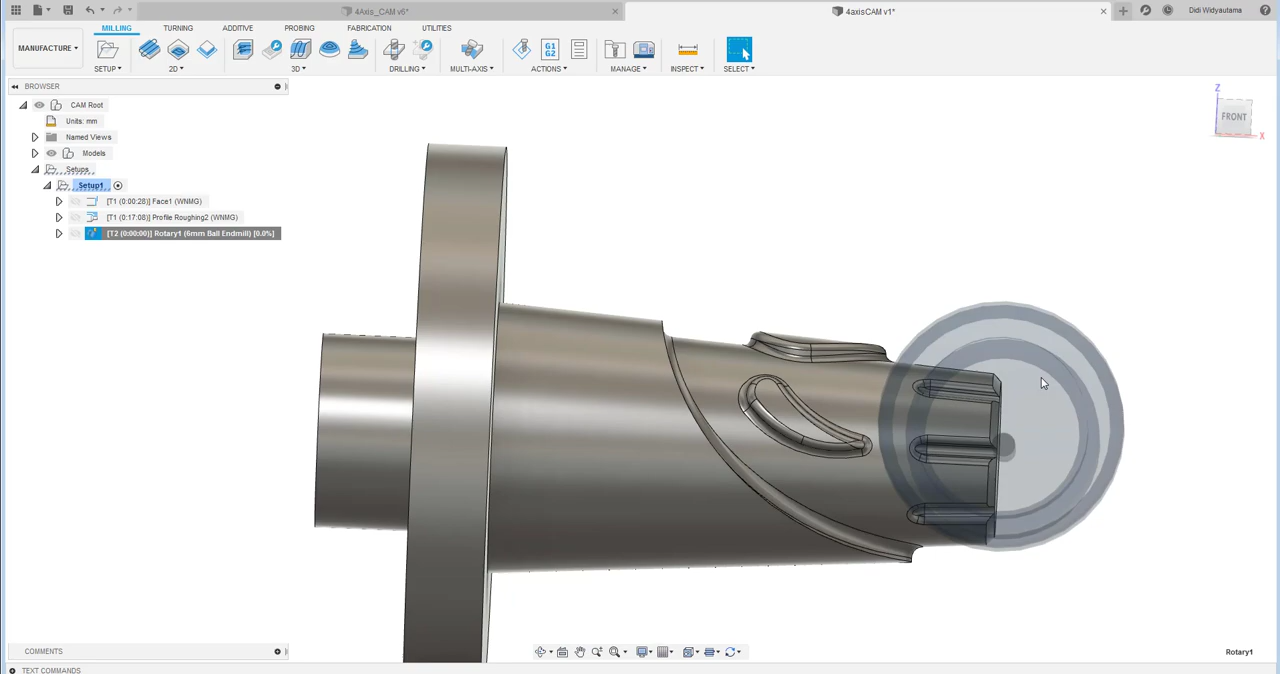 4Axis_CAM v6*
4axisCAM v1*
Didi Widyautama
MANUFACTURE
MILLING
TURNING
ADDITIVE
PROBING
FABRICATION
UTILITIES
SETUP
2D
3D
DRILLING
MULTI-AXIS
G1
G2
ACTIONS
MANAGE
INSPECT
SELECT
BROWSER
CAM Root
Units: mm
Named Views
Models
Setups
Setup1
[T1 (0:00:28)] Face1 (WNMG)
[T1 (0:17:08)] Profile Roughing2 (WNMG)
[T2 (0:00:00)] Rotary1 (6mm Ball Endmill) [0.0%]
Z
FRONT
X
COMMENTS
Rotary1
TEXT COMMANDS